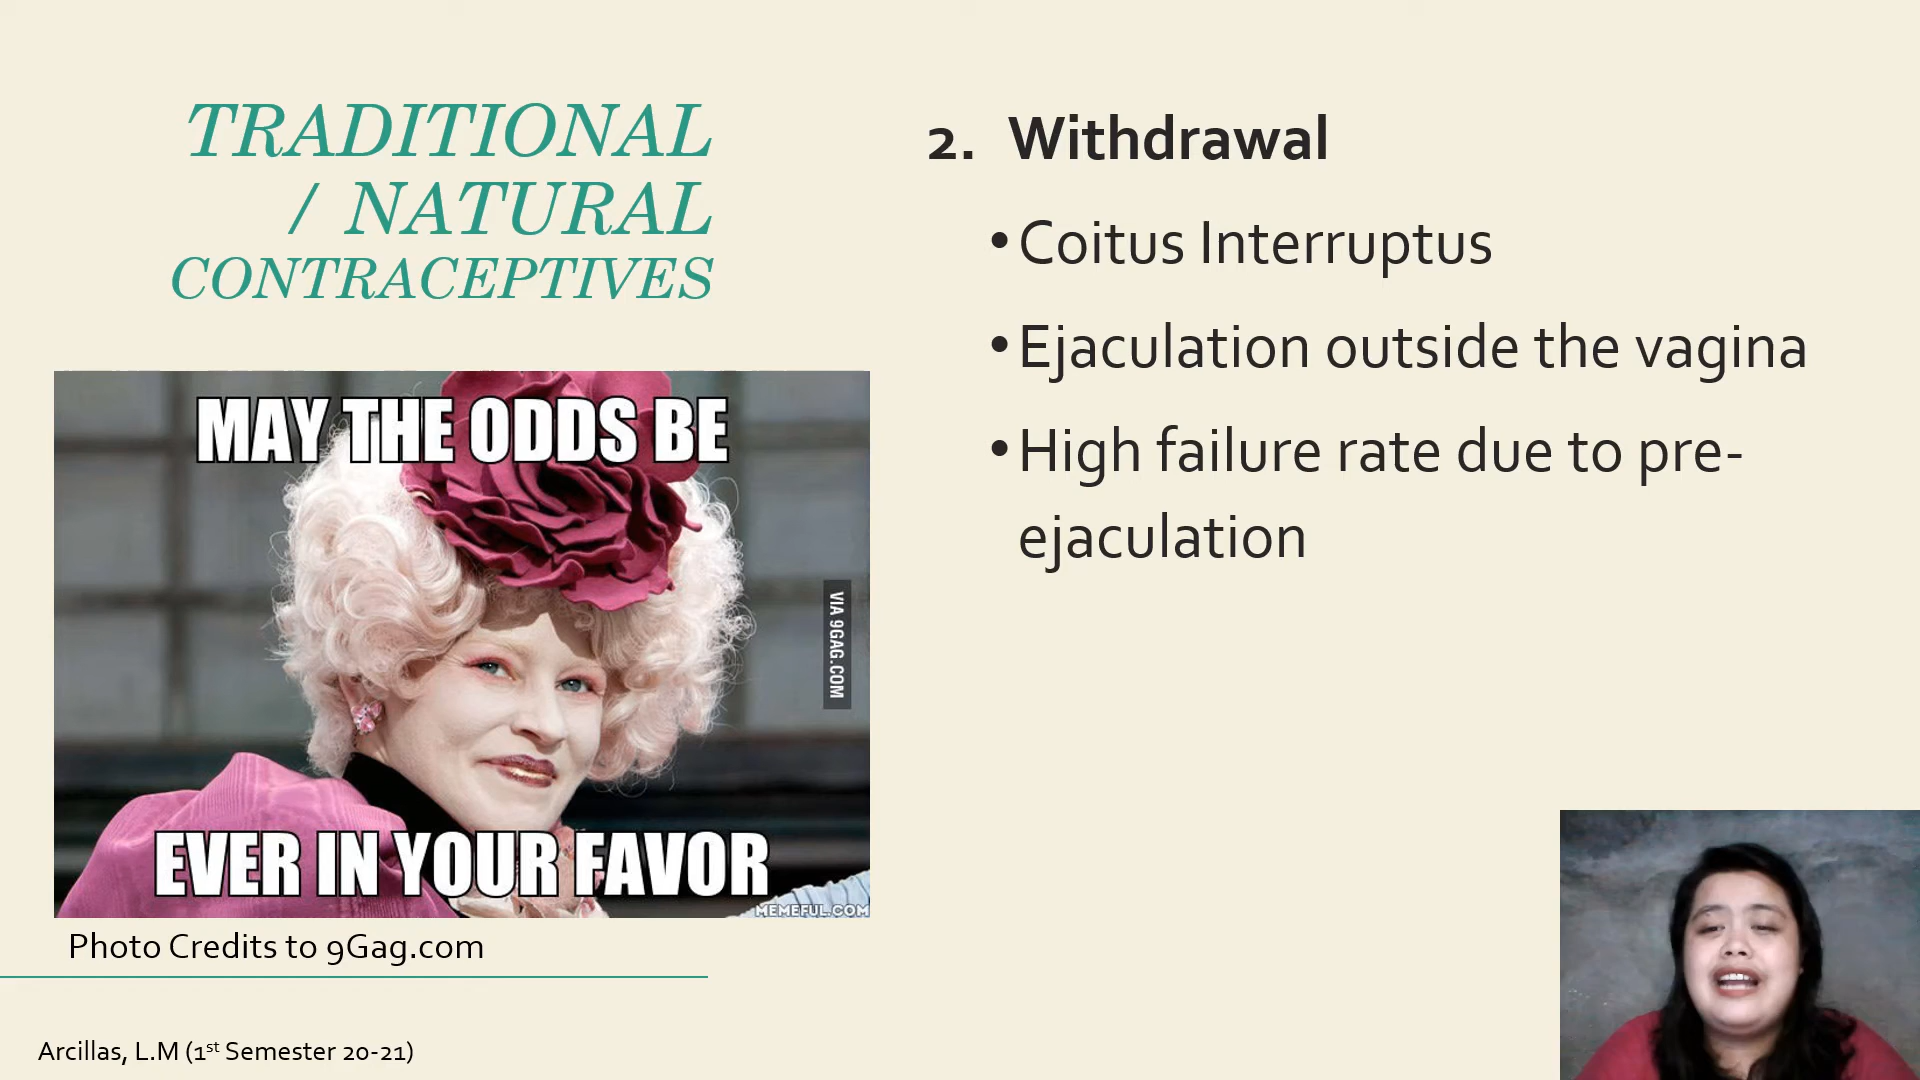 TRADITIONAL
/ NATURAL
CONTRACEPTIVES
MAY THE ODDS BE
VIA 9GAG.COM
EVER IN YOUR FAVOR
MEMEFUL.COM
Photo Credits to 9Gag.com
Arcillas, L.M (1st Semester 20-21)
2. Withdrawal
•Coitus Interruptus
•Ejaculation outside the vagina
•High failure rate due to pre-
ejaculation